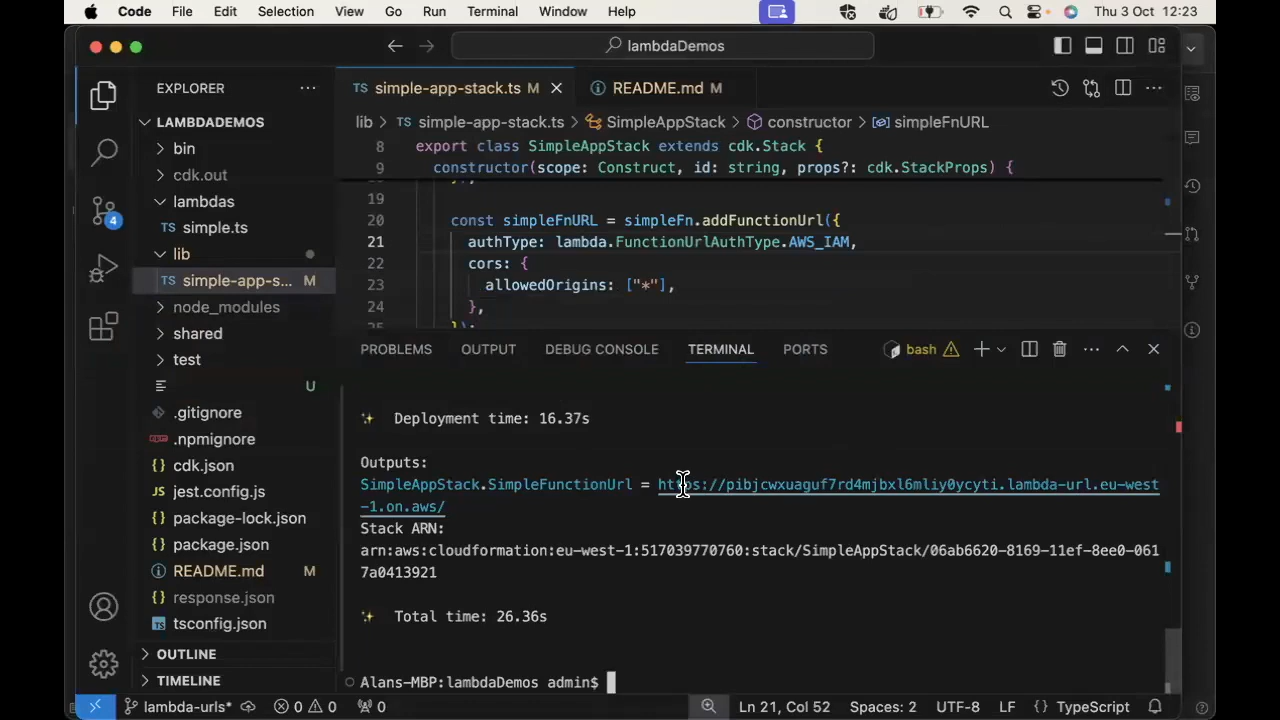 Code File Edit Selection View Go Run Terminal Window Help Thu 3 Oct 12:23
lambdaDemos
EXPLORER
LAMBDADEMOS
bin
cdk.out
lambdas
TS simple.ts
lib
TS simple-app-s... M
node_modules
shared
test
U
.gitignore
.npmignore
cdk.json
jest.config.js
package-lock.json
package.json
README.md M
response.json
tsconfig.json
OUTLINE
TIMELINE
4
TS simple-app-stack.ts M
README.md M
lib > TS simple-app-stack.ts > SimpleAppStack > constructor > simpleFnURL
8 export class SimpleAppStack extends cdk.Stack {
9 constructor(scope: Construct, id: string, props?: cdk.StackProps) {
19
20 const simpleFnURL = simpleFn.addFunctionUrl({
21 authType: lambda.FunctionUrlAuthType.AWS_IAM,
22 cors: {
23 allowedOrigins: ["*"],
24 },
25 });
PROBLEMS OUTPUT DEBUG CONSOLE TERMINAL PORTS bash
✨ Deployment time: 16.37s
Outputs:
SimpleAppStack.SimpleFunctionUrl = https://pibjcwxuaguf7rd4mjbxl6mliy0ycyti.lambda-url.eu-west
-1.on.aws/
Stack ARN:
arn:aws:cloudformation:eu-west-1:517039770760:stack/SimpleAppStack/06ab6620-8169-11ef-8ee0-061
7a0413921
✨ Total time: 26.36s
Alans-MBP:lambdaDemos admin$
lambda-urls* 0 0 0 Ln 21, Col 52 Spaces: 2 UTF-8 LF {} TypeScript